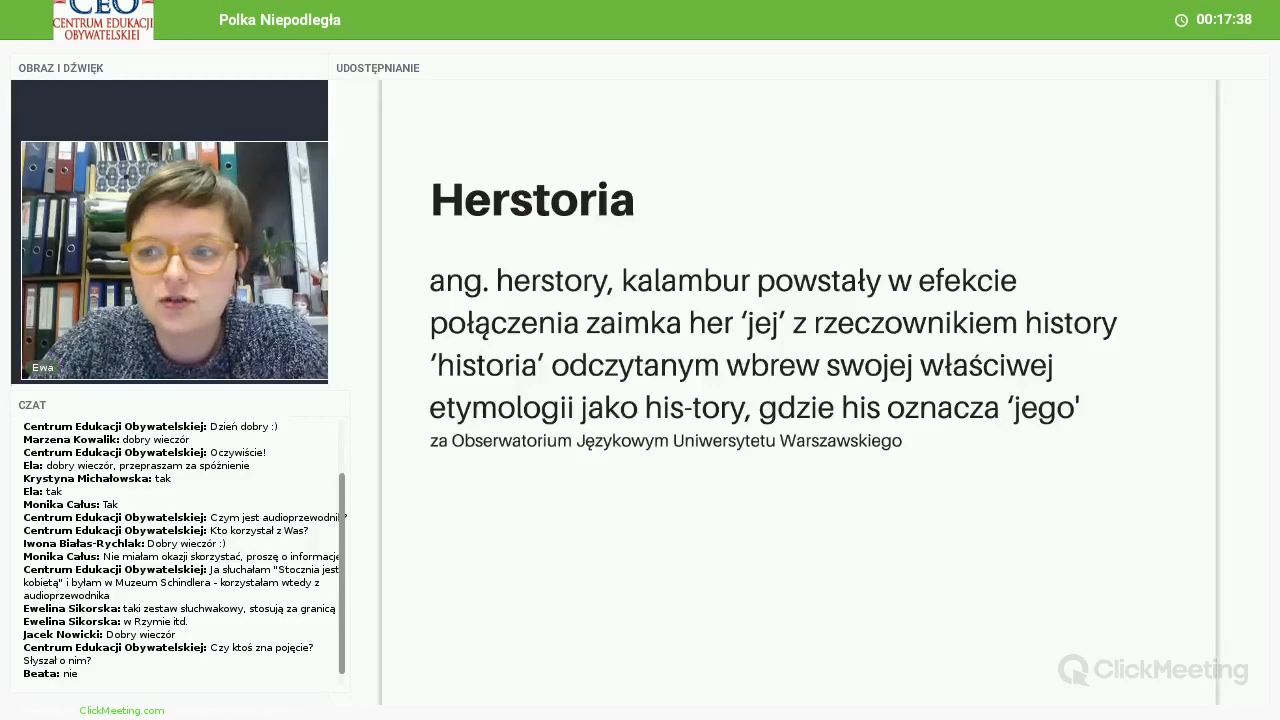 CEO
CENTRUM EDUKACJI
OBYWATELSKIEJ
Polka Niepodległa
00:17:38
OBRAZ I DŹWIĘK
UDOSTĘPNIANIE
Ewa
Herstoria
ang. herstory, kalambur powstały w efekcie
połączenia zaimka her ‘jej’ z rzeczownikiem history
‘historia’ odczytanym wbrew swojej właściwej
etymologii jako his-tory, gdzie his oznacza ‘jego'
za Obserwatorium Językowym Uniwersytetu Warszawskiego
CZAT
Centrum Edukacji Obywatelskiej: Dzień dobry :)
Marzena Kowalik: dobry wieczór
Centrum Edukacji Obywatelskiej: Oczywiście!
Ela: dobry wieczór, przepraszam za spóżnienie
Krystyna Michałowska: tak
Ela: tak
Monika Całus: Tak
Centrum Edukacji Obywatelskiej: Czym jest audioprzewodnik?
Centrum Edukacji Obywatelskiej: Kto korzystał z Was?
Iwona Białas-Rychlak: Dobry wieczór :)
Monika Całus: Nie miałam okazji skorzystać, proszę o informacje
Centrum Edukacji Obywatelskiej: Ja słuchałam "Stocznia jest
kobietą" i byłam w Muzeum Schindlera - korzystałam wtedy z
audioprzewodnika
Ewelina Sikorska: taki zestaw słuchwakowy, stosują za granicą
Ewelina Sikorska: w Rzymie itd.
Jacek Nowicki: Dobry wieczór
Centrum Edukacji Obywatelskiej: Czy ktoś zna pojęcie?
Słyszał o nim?
Beata: nie
ClickMeeting
ClickMeeting.com